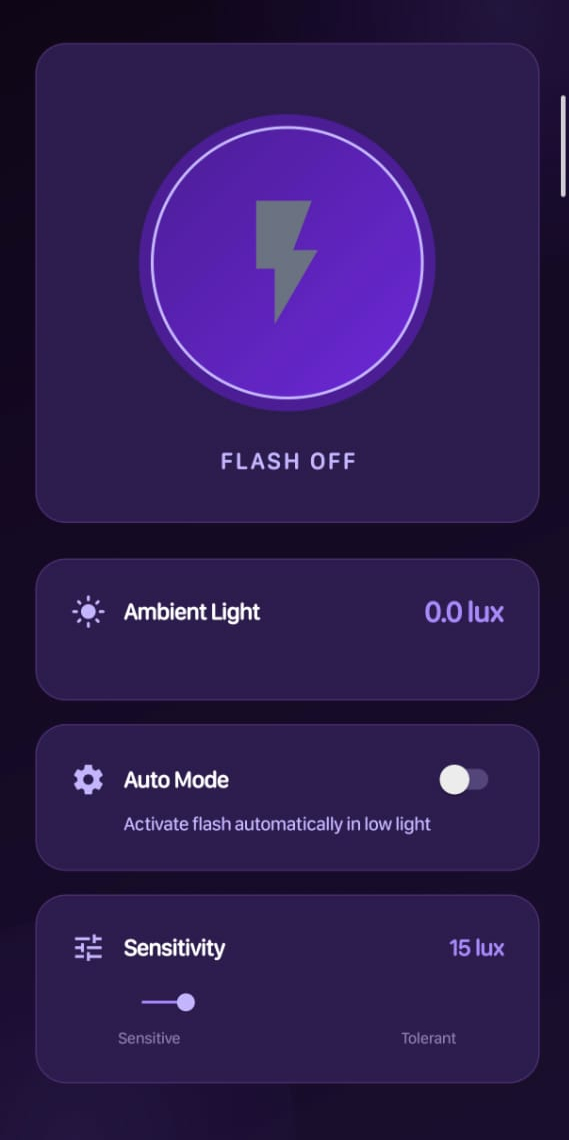 FLASH OFF
Ambient Light 0.0 lux
Auto Mode
Activate flash automatically in low light
Sensitivity 15 lux
Sensitive Tolerant